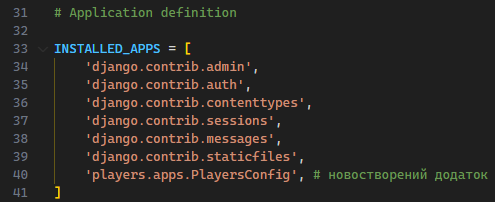 31 # Application definition
32
33 INSTALLED_APPS = [
34     'django.contrib.admin',
35     'django.contrib.auth',
36     'django.contrib.contenttypes',
37     'django.contrib.sessions',
38     'django.contrib.messages',
39     'django.contrib.staticfiles',
40     'players.apps.PlayersConfig', # новостворений додаток
41 ]